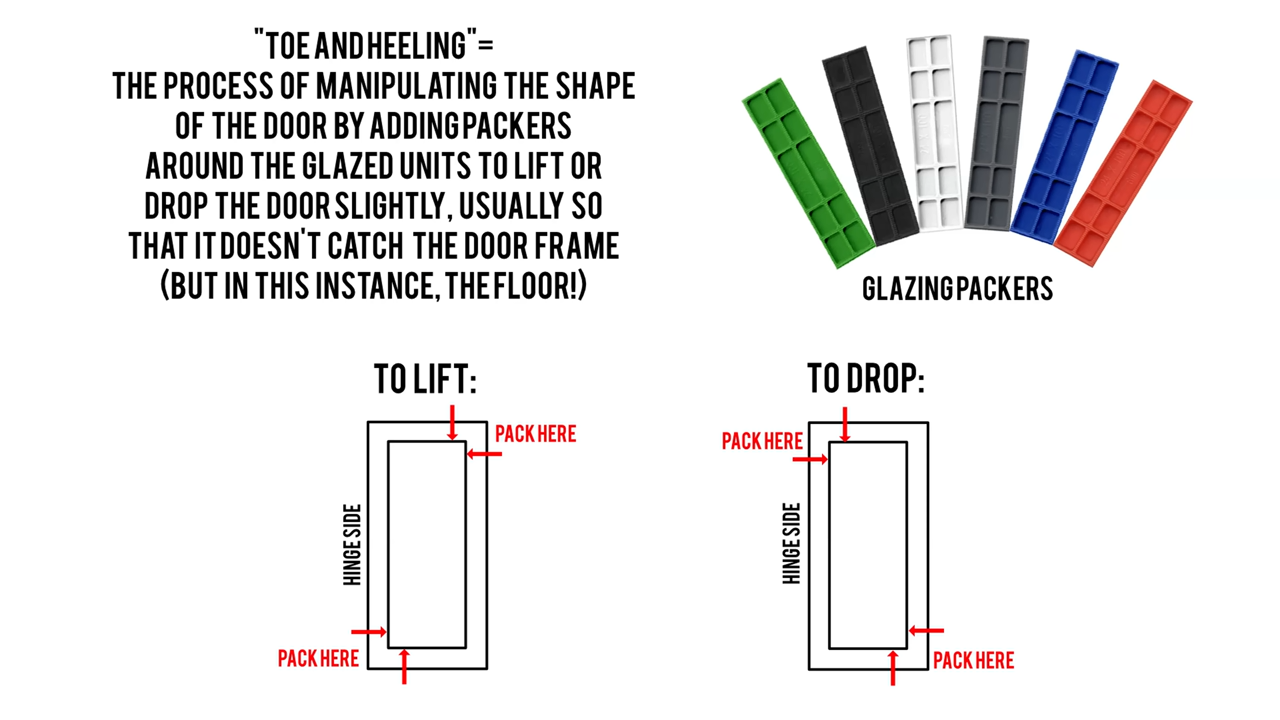 "TOE AND HEELING"=
THE PROCESS OF MANIPULATING THE SHAPE
OF THE DOOR BY ADDING PACKERS
AROUND THE GLAZED UNITS TO LIFT OR
DROP THE DOOR SLIGHTLY, USUALLY SO
THAT IT DOESN'T CATCH THE DOOR FRAME
(BUT IN THIS INSTANCE, THE FLOOR!)
GLAZING PACKERS
TO LIFT:
PACK HERE
HINGE SIDE
PACK HERE
TO DROP:
PACK HERE
HINGE SIDE
PACK HERE